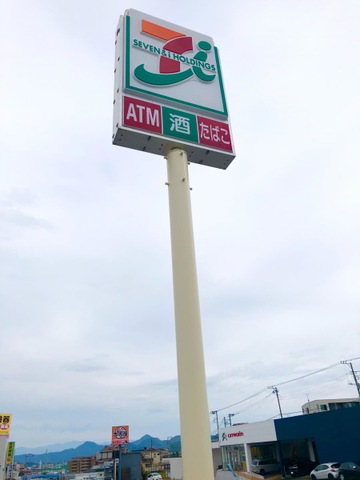 SEVEN&i HOLDINGS
ATM 酒 たばこ